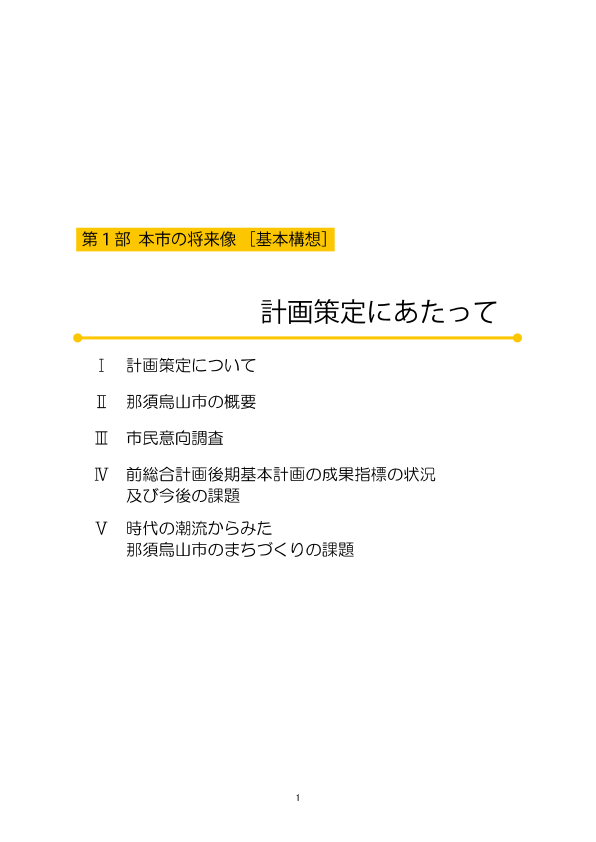 第１部 本市の将来像 ［基本構想］
計画策定にあたって
Ⅰ 計画策定について
Ⅱ 那須烏山市の概要
Ⅲ 市民意向調査
Ⅳ 前総合計画後期基本計画の成果指標の状況
及び今後の課題
Ⅴ 時代の潮流からみた
那須烏山市のまちづくりの課題
1